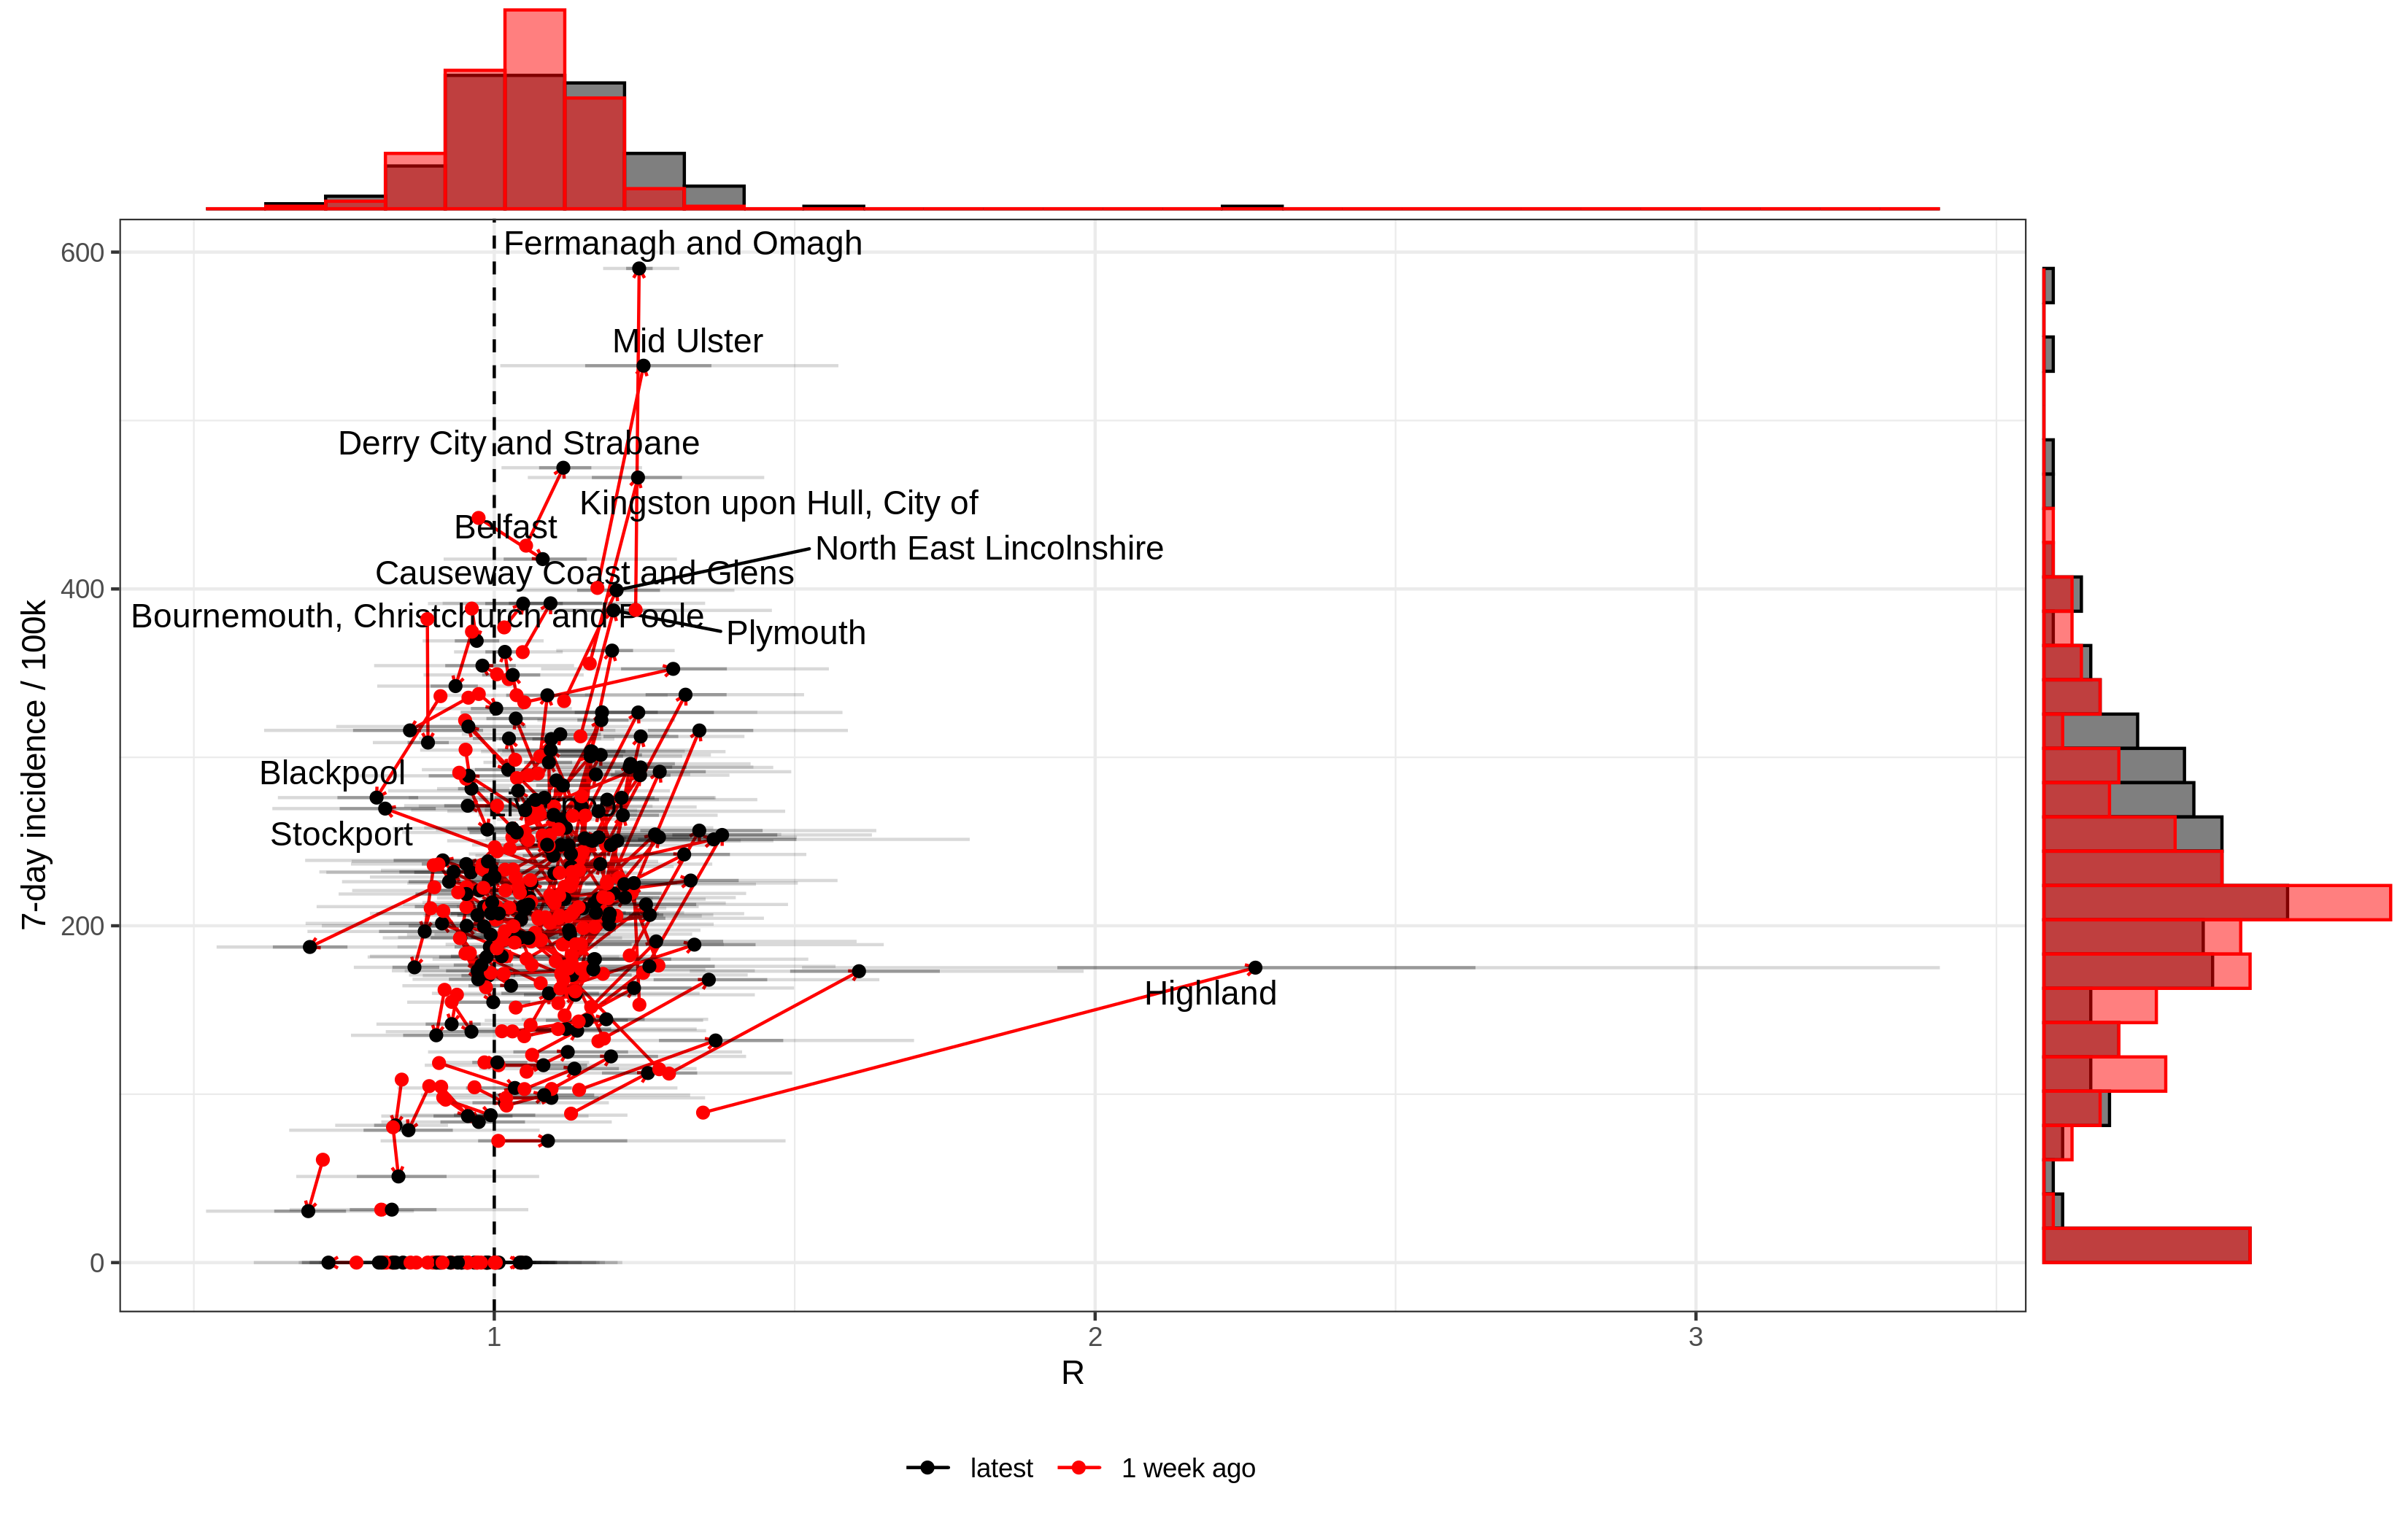 600
Fermanagh and Omagh
Mid Ulster
Derry City and Strabane
Kingston upon Hull, City of
Belfast
North East Lincolnshire
Causeway Coast and Glens
400
Bournemouth, Christchurch and Poole
Plymouth
7-day incidence / 100k
Blackpool
Stockport
200
Highland
0
1
2
3
R
latest
1 week ago